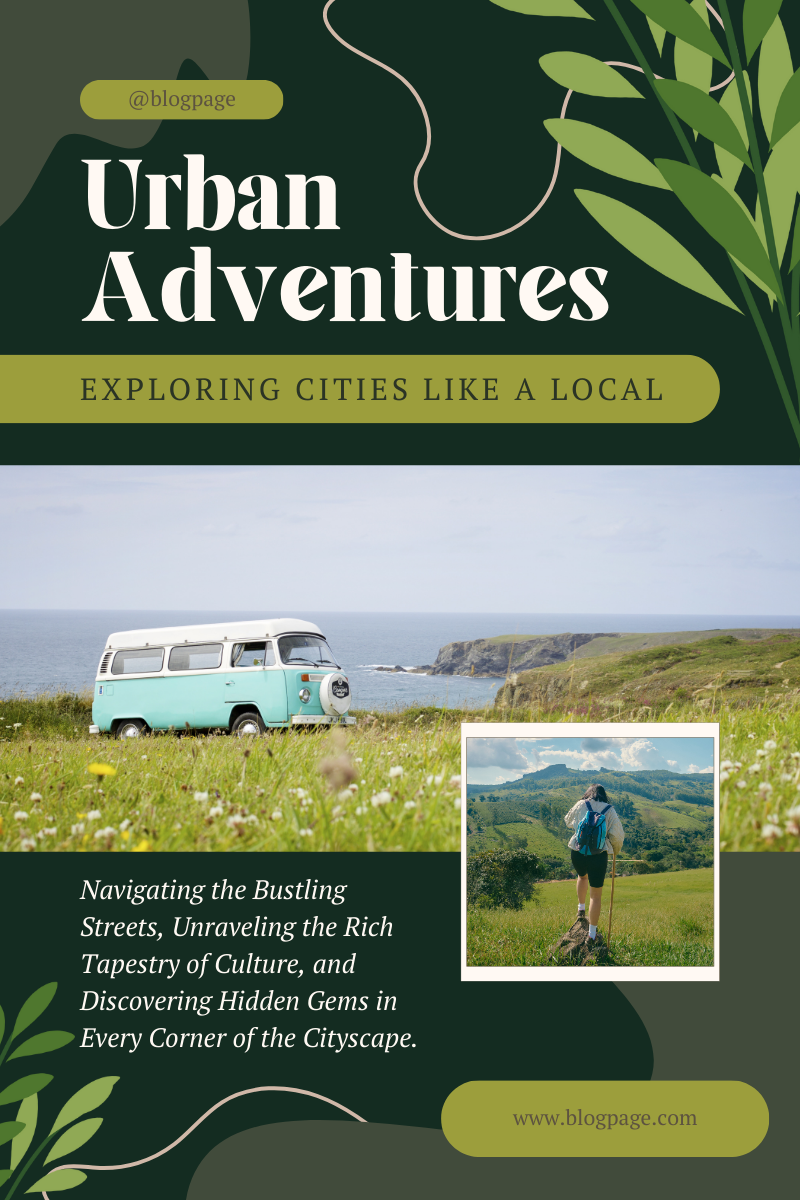 @blogpage
Urban
Adventures
EXPLORING CITIES LIKE A LOCAL
Navigating the Bustling
Streets, Unraveling the Rich
Tapestry of Culture, and
Discovering Hidden Gems in
Every Corner of the Cityscape.
www.blogpage.com